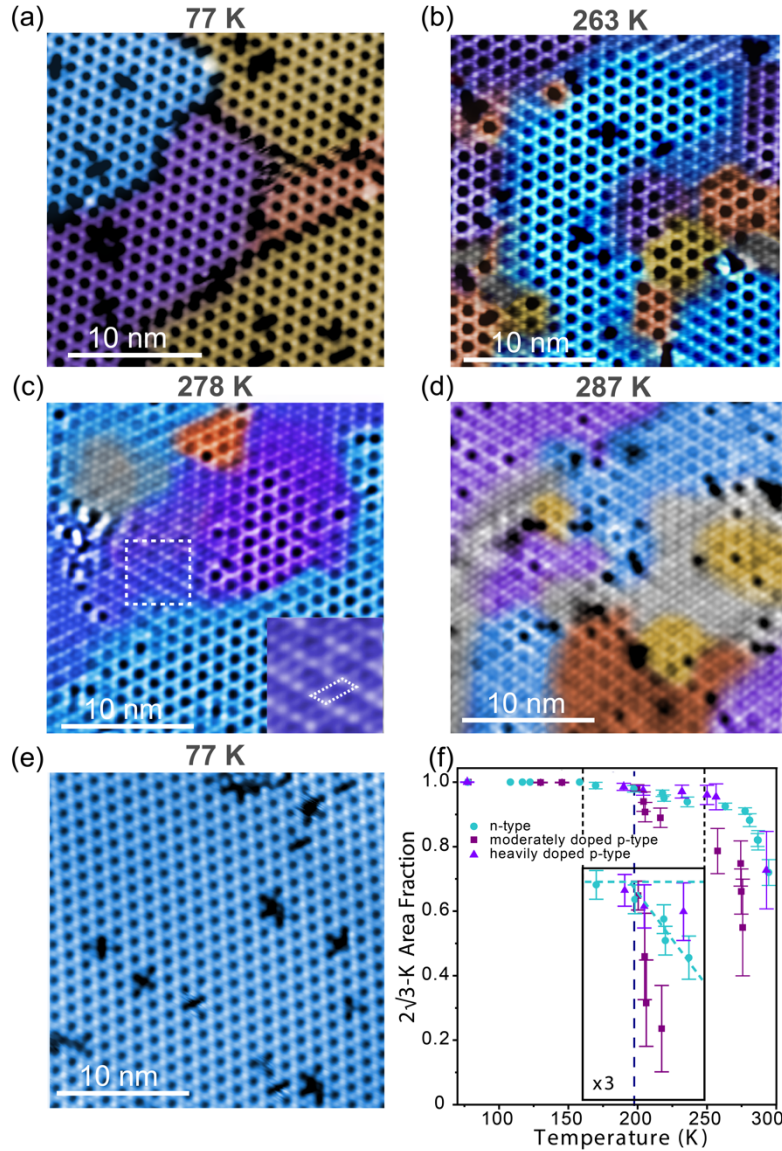 (a) 77 K
(b) 263 K
10 nm
10 nm
(c) 278 K
(d) 287 K
10 nm
10 nm
(e) 77 K
(f)
10 nm
2√3-K Area Fraction
1.0
0.8
0.6
0.4
0.2
0
n-type
moderately doped p-type
heavily doped p-type
x3
100 150 200 250 300
Temperature (K)